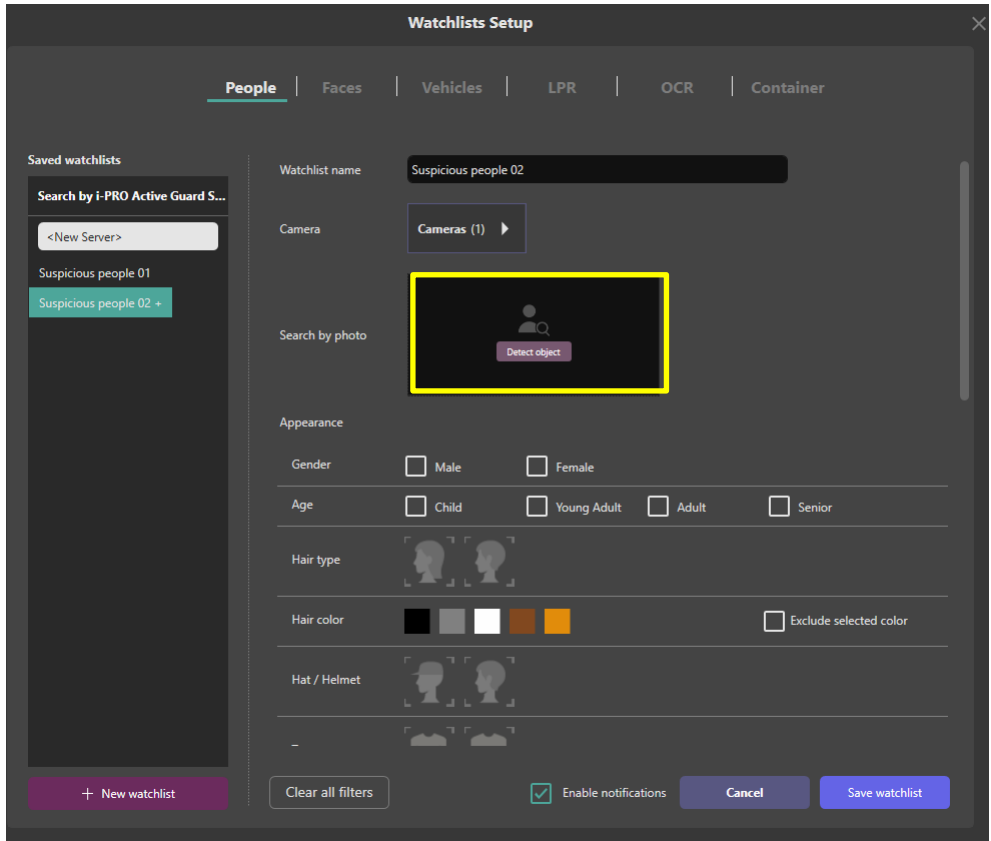 Watchlists Setup
People Faces Vehicles LPR OCR Container
Saved watchlists
Search by i-PRO Active Guard S...
<New Server>
Suspicious people 01
Suspicious people 02 +
+ New watchlist
Watchlist name Suspicious people 02
Camera Cameras (1)
Search by photo Detect object
Appearance
Gender Male Female
Age Child Young Adult Adult Senior
Hair type
Hair color Exclude selected color
Hat / Helmet
Clear all filters Enable notifications Cancel Save watchlist